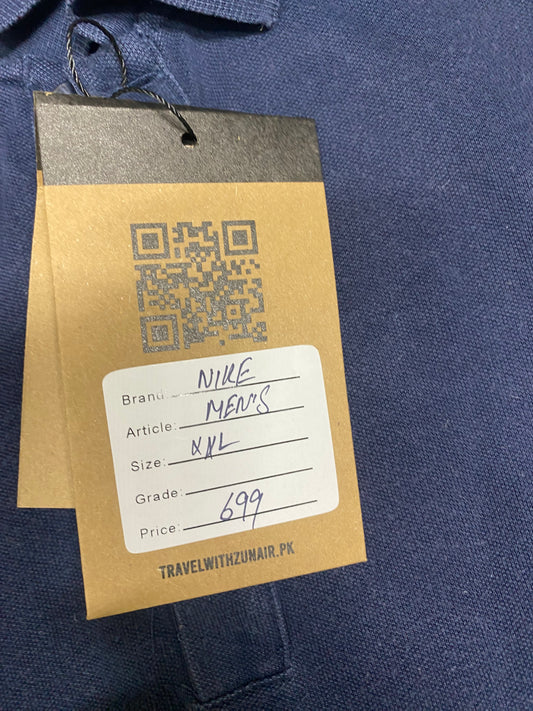 Brand NIKE
Article: MEN'S
Size: XXL
Grade:
Price: 699
TRAVELWITHZUNAIR.PK